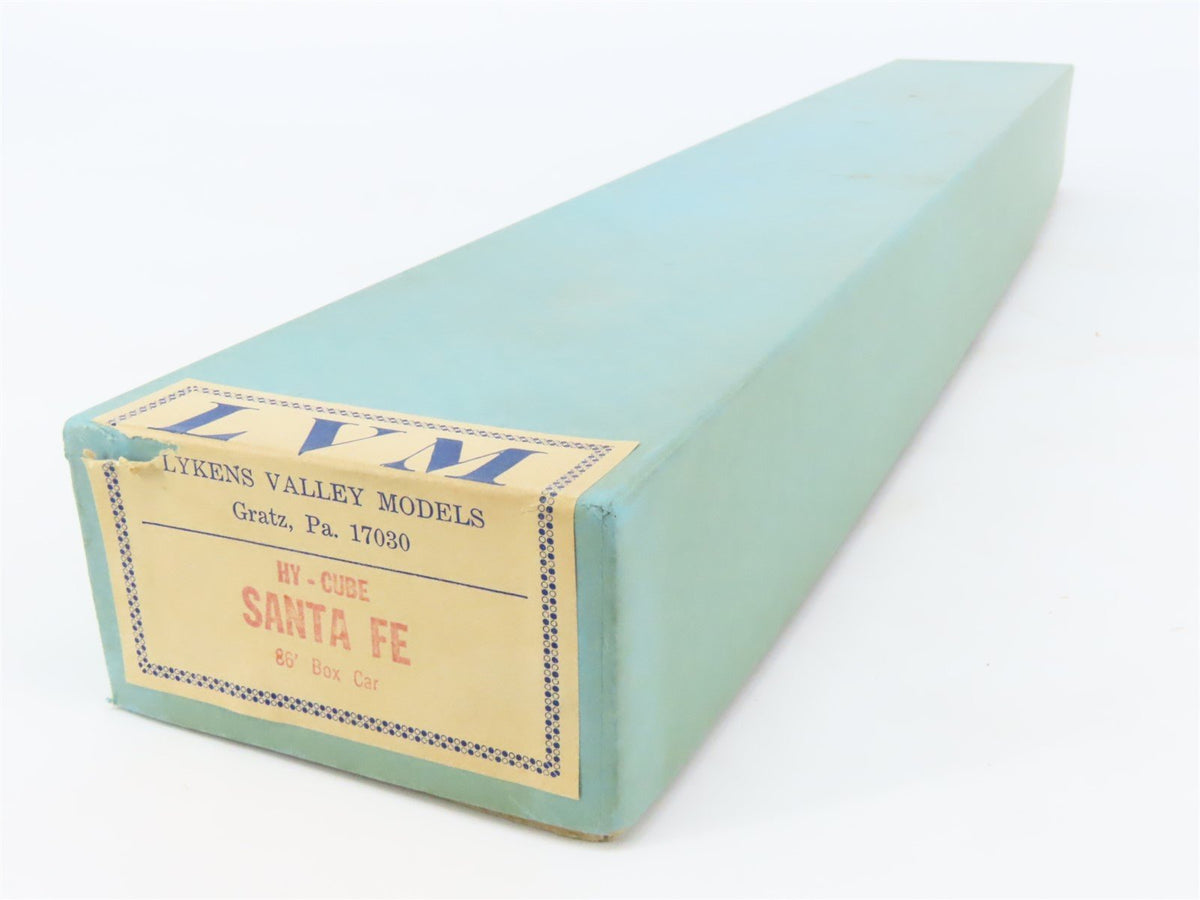 LVM
LYKENS VALLEY MODELS
Gratz, Pa. 17030
HY-CUBE
SANTA FE
86' Box Car